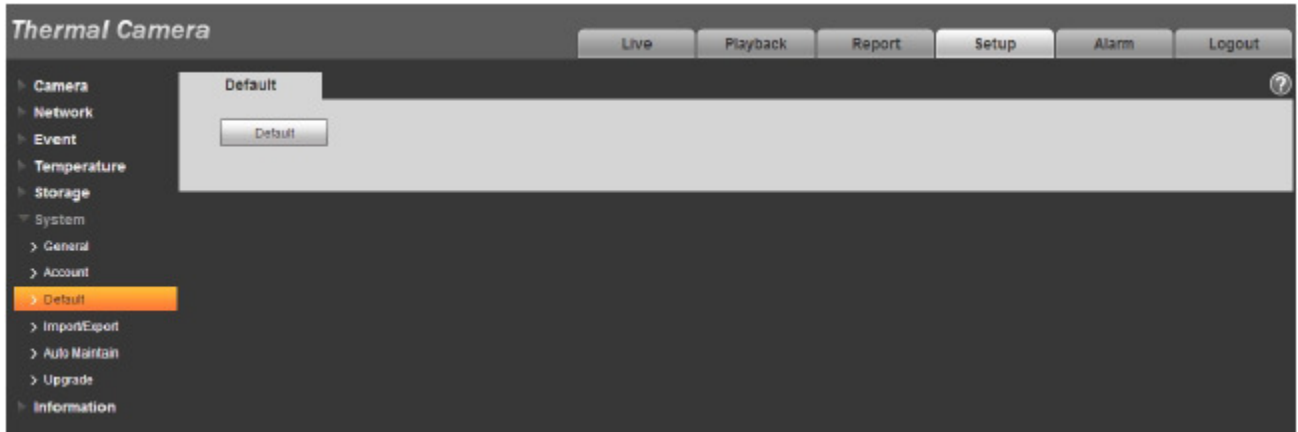 Thermal Camera
Live Playback Report Setup Alarm Logout
Camera
Default
?
Network
Event
Default
Temperature
Storage
System
> General
> Account
> Default
> Import/Export
> Auto Maintain
> Upgrade
Information